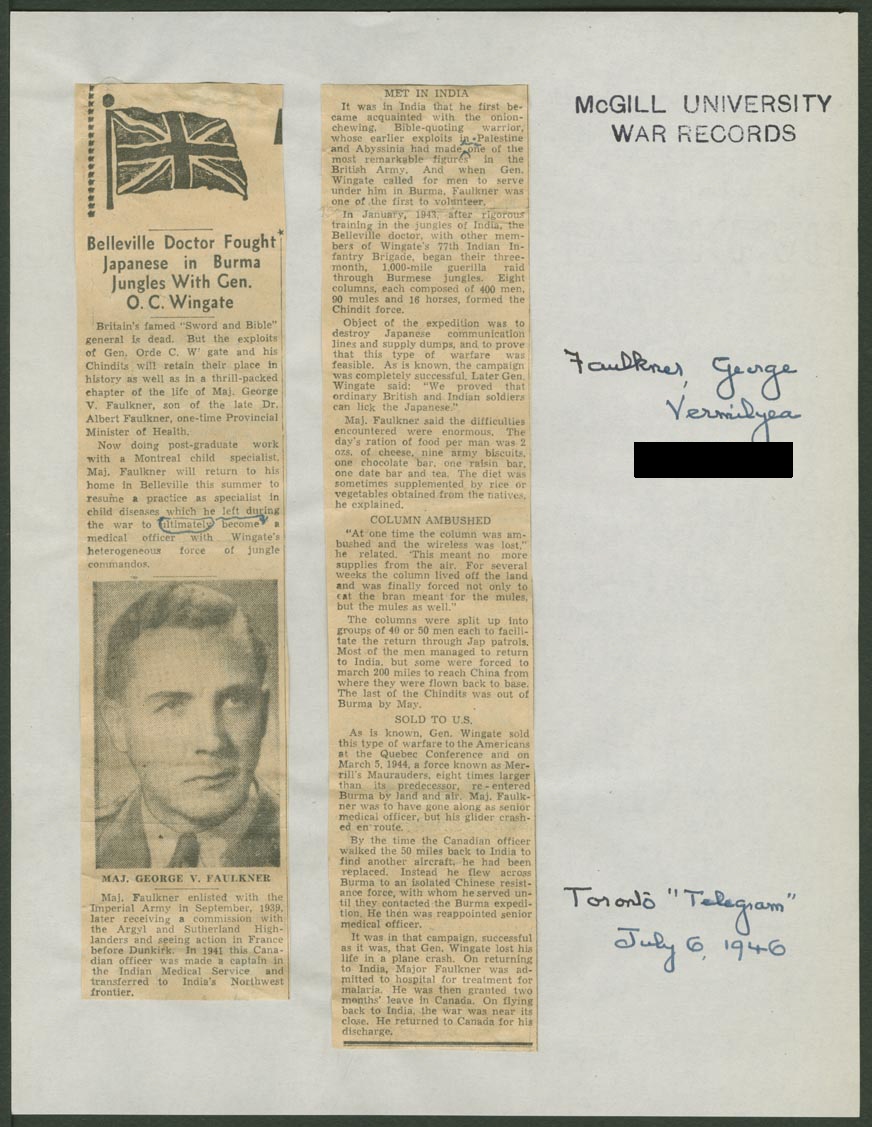 McGILL UNIVERSITY
WAR RECORDS
Belleville Doctor Fought
Japanese in Burma
Jungles With Gen.
O. C. Wingate
Britain's famed "Sword and Bible"
general is dead. But the exploits
of Gen. Orde C. W' gate and his
Chindits will retain their place in
history as well as in a thrill-packed
chapter of the life of Maj. George
V. Faulkner, son of the late Dr.
Albert Faulkner, one-time Provincial
Minister of Health.
Now doing post-graduate work
with a Montreal child specialist,
Maj. Faulkner will return to his
home in Belleville this summer to
resume a practice as specialist in
child diseases which he left during
the war to ultimately become a
medical officer with Wingate's
heterogeneous force of jungle
commandos.
MAJ. GEORGE V. FAULKNER
Maj. Faulkner enlisted with the
Imperial Army in September, 1939,
later receiving a commission with
the Argyl and Sutherland High-
landers and seeing action in France
before Dunkirk. In 1941 this Cana-
dian officer was made a captain in
the Indian Medical Service and
transferred to India's Northwest
frontier.
MET IN INDIA
It was in India that he first be-
came acquainted with the onion-
chewing, Bible-quoting warrior,
whose earlier exploits in Palestine
and Abyssinia had made one of the
most remarkable figures in the
British Army. And when Gen.
Wingate called for men to serve
under him in Burma, Faulkner was
one of the first to volunteer.
In January, 1943, after rigorous
training in the jungles of India, the
Belleville doctor, with other mem-
bers of Wingate's 77th Indian In-
fantry Brigade, began their three-
month, 1,000-mile guerilla raid
through Burmese jungles. Eight
columns, each composed of 400 men,
90 mules and 16 horses, formed the
Chindit force.
Object of the expedition was to
destroy Japanese communication
lines and supply dumps, and to prove
that this type of warfare was
feasible. As is known, the campaign
was completely successful. Later Gen.
Wingate said: "We proved that
ordinary British and Indian soldiers
can lick the Japanese."
Maj. Faulkner said the difficulties
encountered were enormous. The
day's ration of food per man was 2
ozs. of cheese, nine army biscuits,
one chocolate bar, one raisin bar,
one date bar and tea. The diet was
sometimes supplemented by rice or
vegetables obtained from the natives,
he explained.
COLUMN AMBUSHED
"At one time the column was am-
bushed and the wireless was lost,"
he related. 'This meant no more
supplies from the air. For several
weeks the column lived off the land
and was finally forced not only to
eat the bran meant for the mules,
but the mules as well."
The columns were split up into
groups of 40 or 50 men each to facili-
tate the return through Jap patrols.
Most of the men managed to return
to India, but some were forced to
march 200 miles to reach China from
where they were flown back to base.
The last of the Chindits was out of
Burma by May.
SOLD TO U.S.
As is known, Gen. Wingate sold
this type of warfare to the Americans
at the Quebec Conference and on
March 5, 1944, a force known as Mer-
rill's Maurauders, eight times larger
than its predecessor, re-entered
Burma by land and air. Maj. Faulk-
ner was to have gone along as senior
medical officer, but his glider crash-
ed en route.
By the time the Canadian officer
walked the 50 miles back to India to
find another aircraft, he had been
replaced. Instead he flew across
Burma to an isolated Chinese resist-
ance force, with whom he served un-
til they contacted the Burma expedi-
tion. He then was reappointed senior
medical officer.
It was in that campaign, successful
as it was, that Gen. Wingate lost his
life in a plane crash. On returning
to India, Major Faulkner was ad-
mitted to hospital for treatment for
malaria. He was then granted two
months' leave in Canada. On flying
back to India, the war was near its
close. He returned to Canada for his
discharge.
Faulkner, George
Vermilyea
Toronto "Telegram"
July 6, 1946